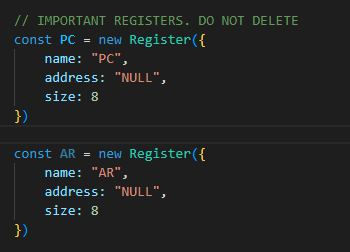 // IMPORTANT REGISTERS. DO NOT DELETE
const PC = new Register({
    name: "PC",
    address: "NULL",
    size: 8
})
const AR = new Register({
    name: "AR",
    address: "NULL",
    size: 8
})